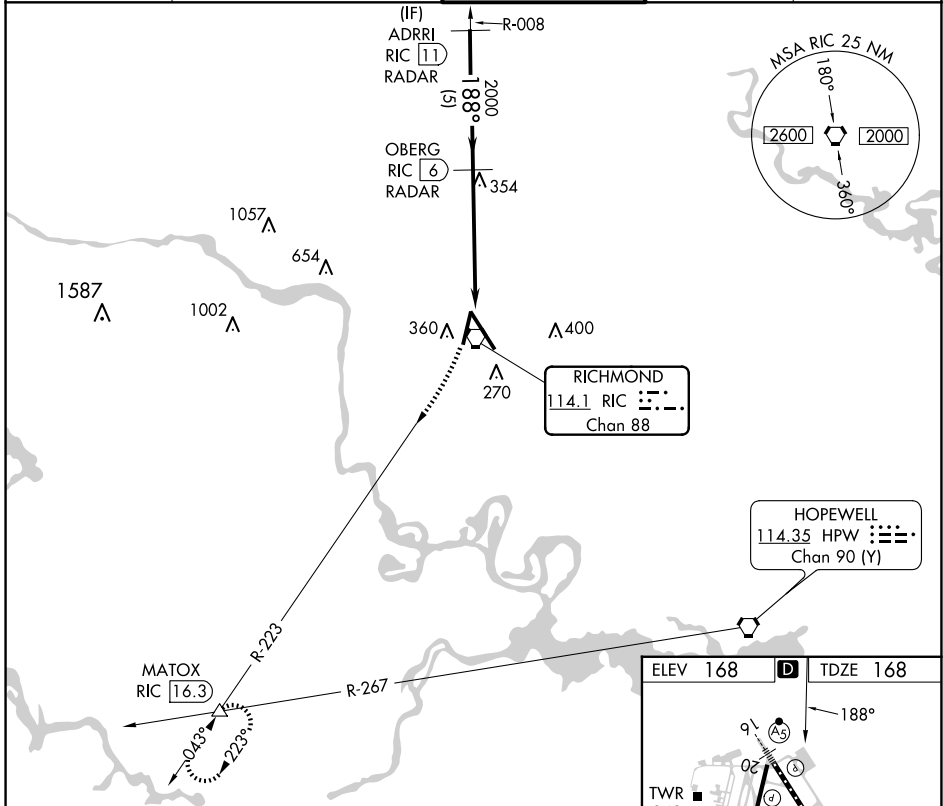 (IF)
ADRRI
RIC 11
RADAR
R-008
2000
188°
(5)
OBERG
RIC 6
RADAR
354
MSA RIC 25 NM
180°
2600
2000
360°
1057
654
1587
1002
360
400
270
RICHMOND
114.1 RIC
Chan 88
HOPEWELL
114.35 HPW
Chan 90 (Y)
R-223
R-267
MATOX
RIC 16.3
043°
223°
ELEV 168 D TDZE 168
188°
16
A5
20
P
P
TWR